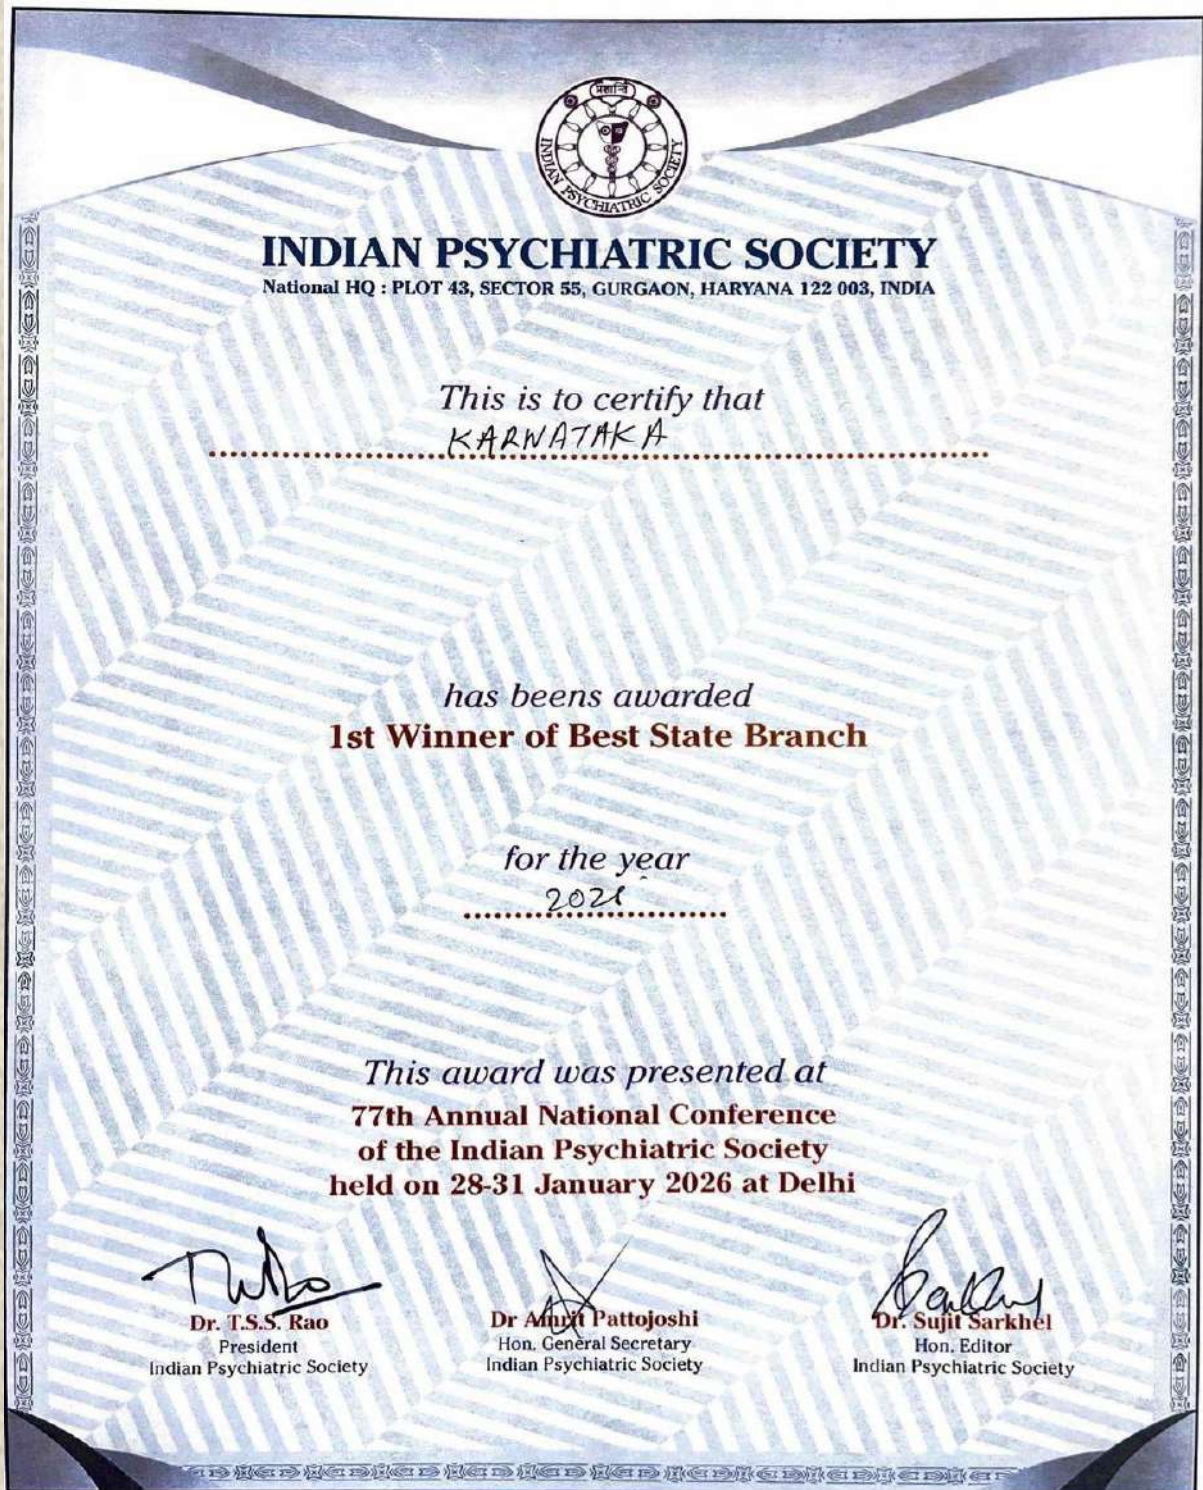 प्रशान्ति
INDIAN PSYCHIATRIC SOCIETY
INDIAN PSYCHIATRIC SOCIETY
National HQ : PLOT 43, SECTOR 55, GURGAON, HARYANA 122 003, INDIA
This is to certify that
KARNATAKA
has beens awarded
1st Winner of Best State Branch
for the year
This award was presented at
77th Annual National Conference
of the Indian Psychiatric Society
held on 28-31 January 2026 at Delhi
Dr. T.S.S. Rao
President
Indian Psychiatric Society
Dr Amrit Pattojoshi
Hon. General Secretary
Indian Psychiatric Society
Dr. Sujit Sarkhel
Hon. Editor
Indian Psychiatric Society